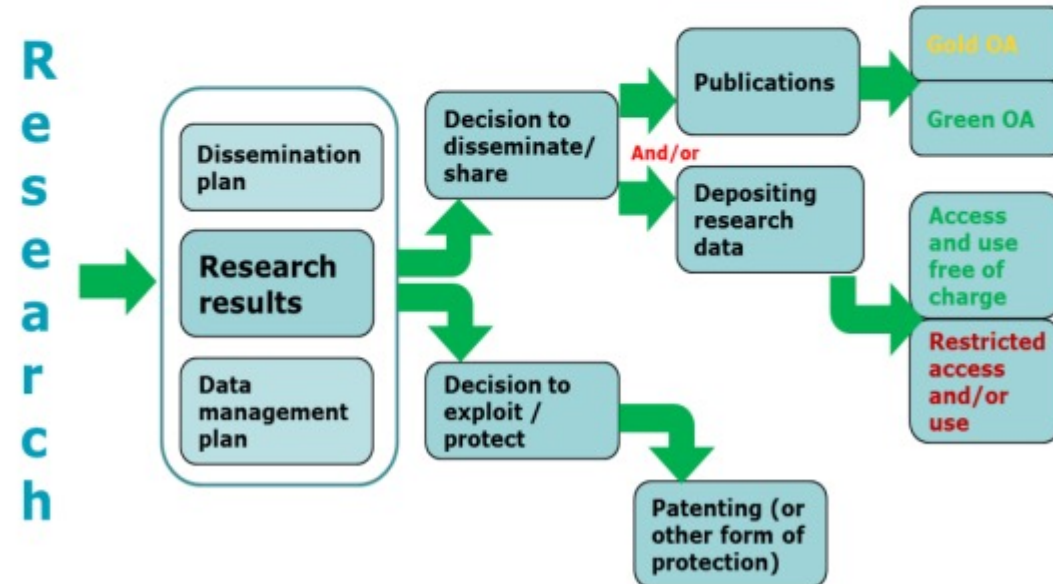 Research
Dissemination
plan
Research
results
Data
management
plan
Decision to
disseminate/
share
And/or
Decision to
exploit /
protect
Publications
Depositing
research
data
Patenting (or
other form of
protection)
Gold OA
Green OA
Access
and use
free of
charge
Restricted
access
and/or
use